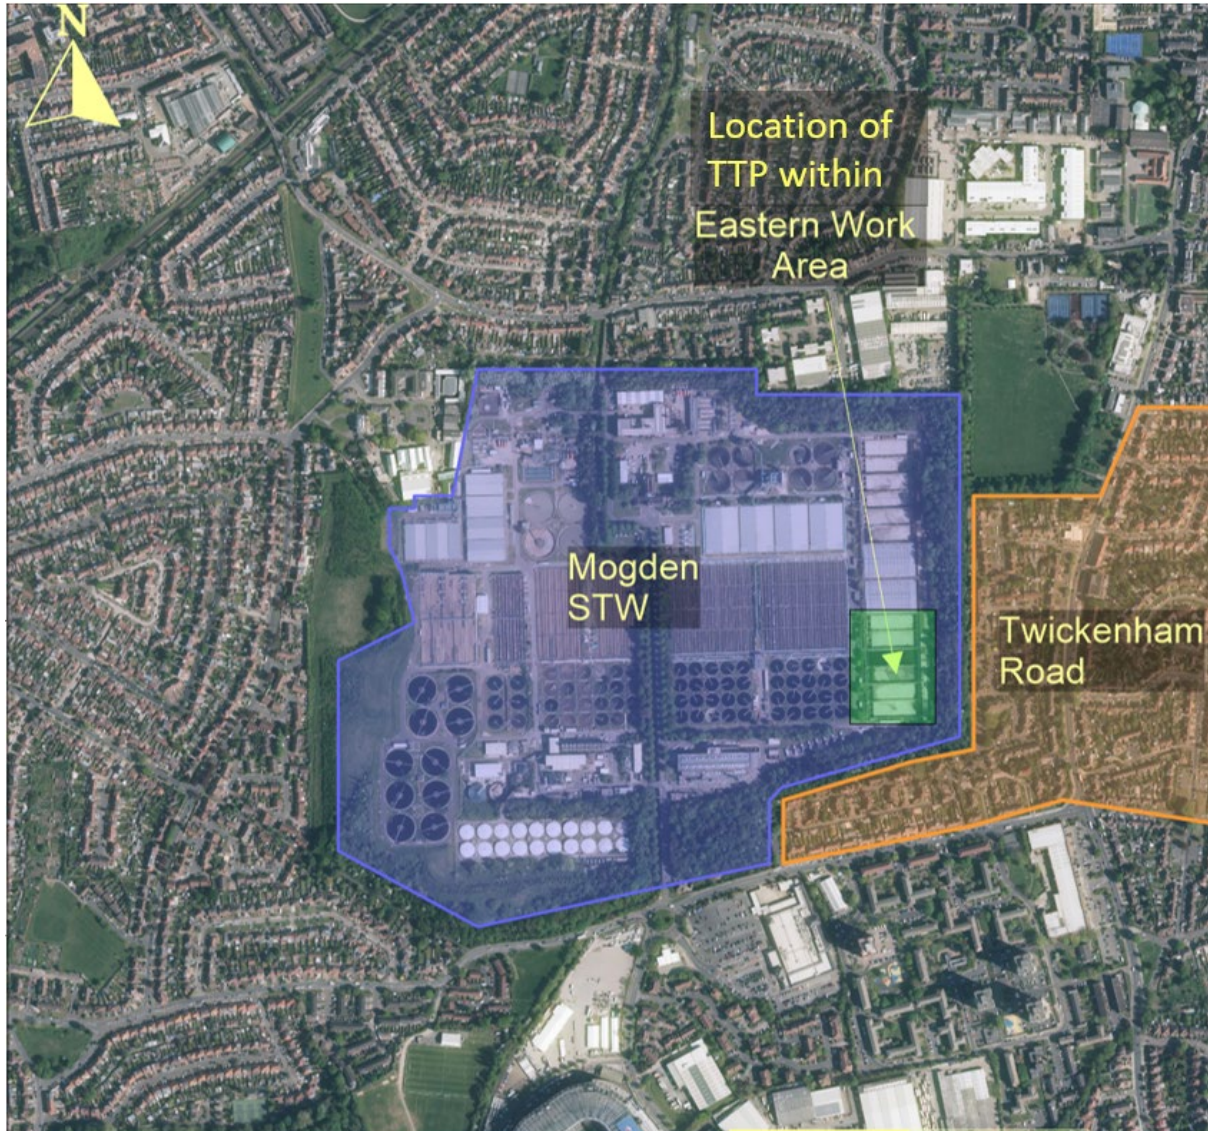 N
Location of
TTP within
Eastern Work
Area
Mogden
STW
Twickenham
Road